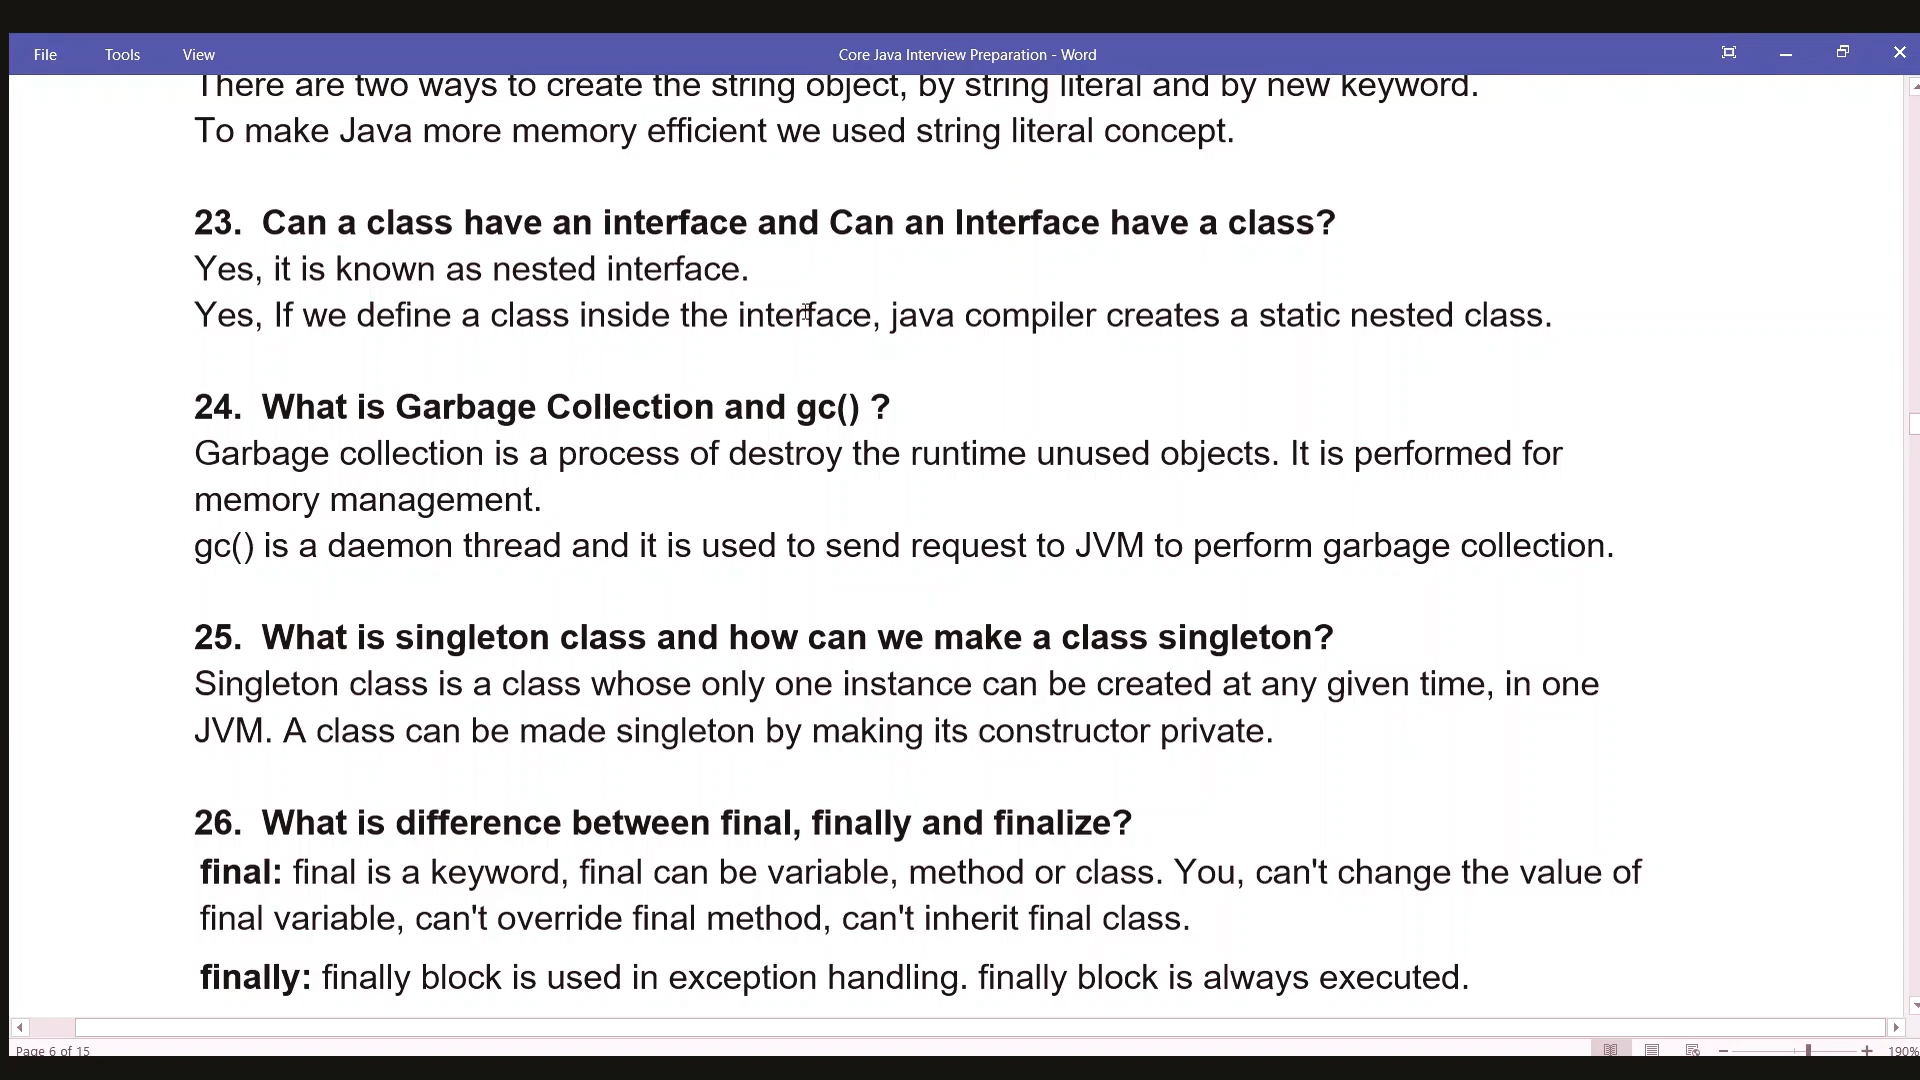 File Tools View Core Java Interview Preparation - Word
There are two ways to create the string object, by string literal and by new keyword.
To make Java more memory efficient we used string literal concept.
23. Can a class have an interface and Can an Interface have a class?
Yes, it is known as nested interface.
Yes, If we define a class inside the interface, java compiler creates a static nested class.
24. What is Garbage Collection and gc() ?
Garbage collection is a process of destroy the runtime unused objects. It is performed for
memory management.
gc() is a daemon thread and it is used to send request to JVM to perform garbage collection.
25. What is singleton class and how can we make a class singleton?
Singleton class is a class whose only one instance can be created at any given time, in one
JVM. A class can be made singleton by making its constructor private.
26. What is difference between final, finally and finalize?
final: final is a keyword, final can be variable, method or class. You, can't change the value of
final variable, can't override final method, can't inherit final class.
finally: finally block is used in exception handling. finally block is always executed.
Page 6 of 15 190%